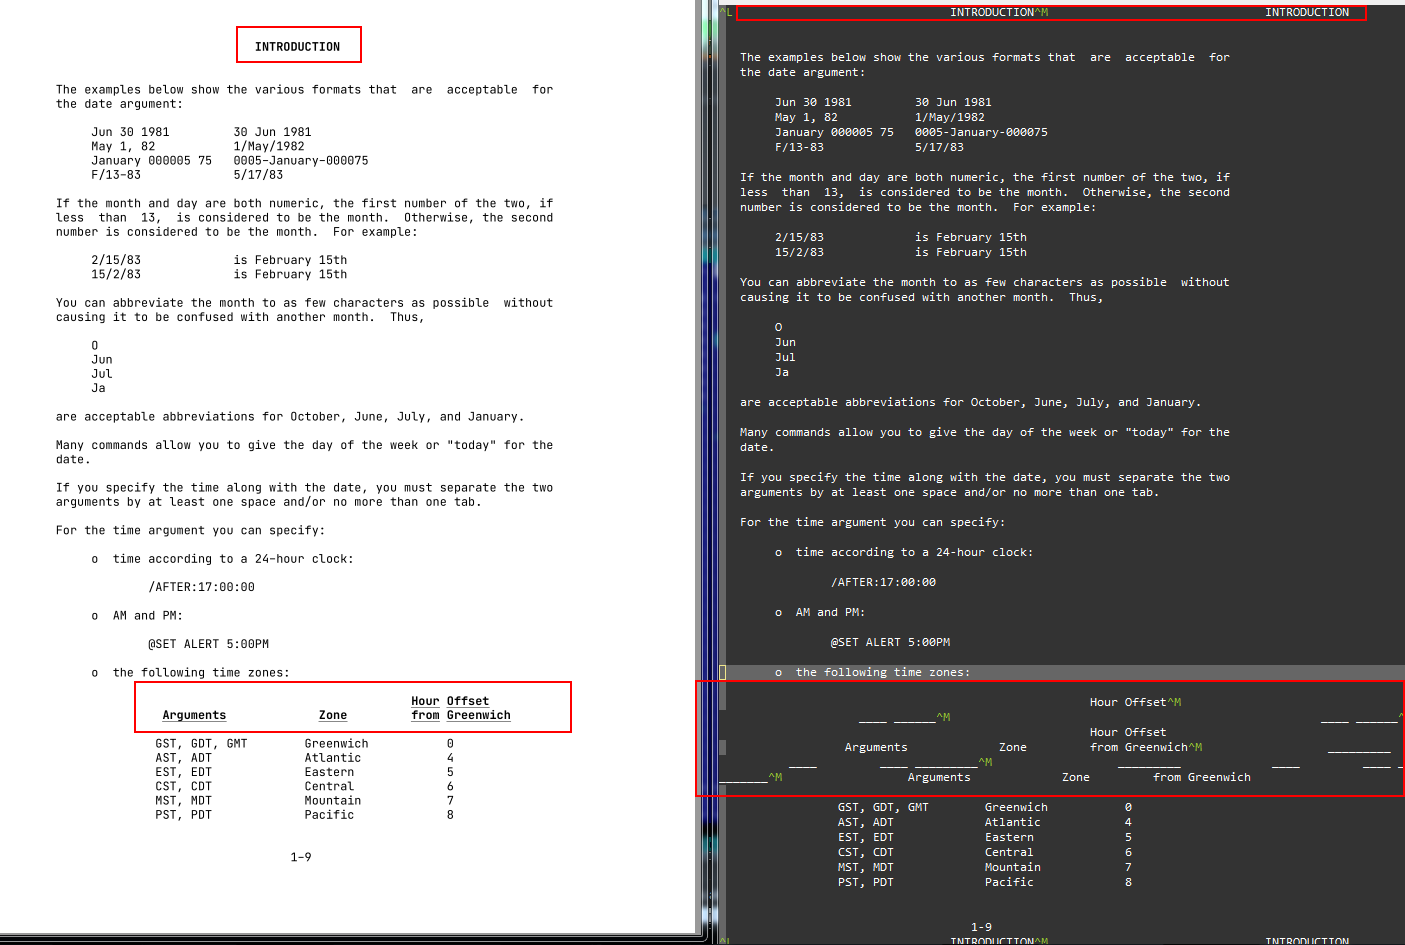 INTRODUCTION
The examples below show the various formats that  are  acceptable  for
the date argument:
Jun 30 1981         30 Jun 1981
May 1, 82           1/May/1982
January 000005 75   0005-January-000075
F/13-83             5/17/83
If the month and day are both numeric, the first number of the two, if
less  than  13,  is considered to be the month.  Otherwise, the second
number is considered to be the month.  For example:
2/15/83             is February 15th
15/2/83             is February 15th
You can abbreviate the month to as few characters as possible  without
causing it to be confused with another month.  Thus,
O
Jun
Jul
Ja
are acceptable abbreviations for October, June, July, and January.
Many commands allow you to give the day of the week or "today" for the
date.
If you specify the time along with the date, you must separate the two
arguments by at least one space and/or no more than one tab.
For the time argument you can specify:
o  time according to a 24-hour clock:
/AFTER:17:00:00
o  AM and PM:
@SET ALERT 5:00PM
o  the following time zones:
Hour Offset
Arguments             Zone         from Greenwich
GST, GDT, GMT        Greenwich           0
AST, ADT             Atlantic            4
EST, EDT             Eastern             5
CST, CDT             Central             6
MST, MDT             Mountain            7
PST, PDT             Pacific             8
1-9
^L                                INTRODUCTION^M                               INTRODUCTION
The examples below show the various formats that  are  acceptable  for
the date argument:
Jun 30 1981         30 Jun 1981
May 1, 82           1/May/1982
January 000005 75   0005-January-000075
F/13-83             5/17/83
If the month and day are both numeric, the first number of the two, if
less  than  13,  is considered to be the month.  Otherwise, the second
number is considered to be the month.  For example:
2/15/83             is February 15th
15/2/83             is February 15th
You can abbreviate the month to as few characters as possible  without
causing it to be confused with another month.  Thus,
O
Jun
Jul
Ja
are acceptable abbreviations for October, June, July, and January.
Many commands allow you to give the day of the week or "today" for the
date.
If you specify the time along with the date, you must separate the two
arguments by at least one space and/or no more than one tab.
For the time argument you can specify:
o  time according to a 24-hour clock:
/AFTER:17:00:00
o  AM and PM:
@SET ALERT 5:00PM
o  the following time zones:
Hour Offset^M
____ ______^M                                                     ____ ______^
Hour Offset
Arguments             Zone         from Greenwich^M                  _________
____         ____ _________^M                  _________             ____         ____ _
_______^M                  Arguments             Zone         from Greenwich
GST, GDT, GMT        Greenwich           0
AST, ADT             Atlantic            4
EST, EDT             Eastern             5
CST, CDT             Central             6
MST, MDT             Mountain            7
PST, PDT             Pacific             8
1-9
^L                                INTRODUCTION^M                               INTRODUCTION